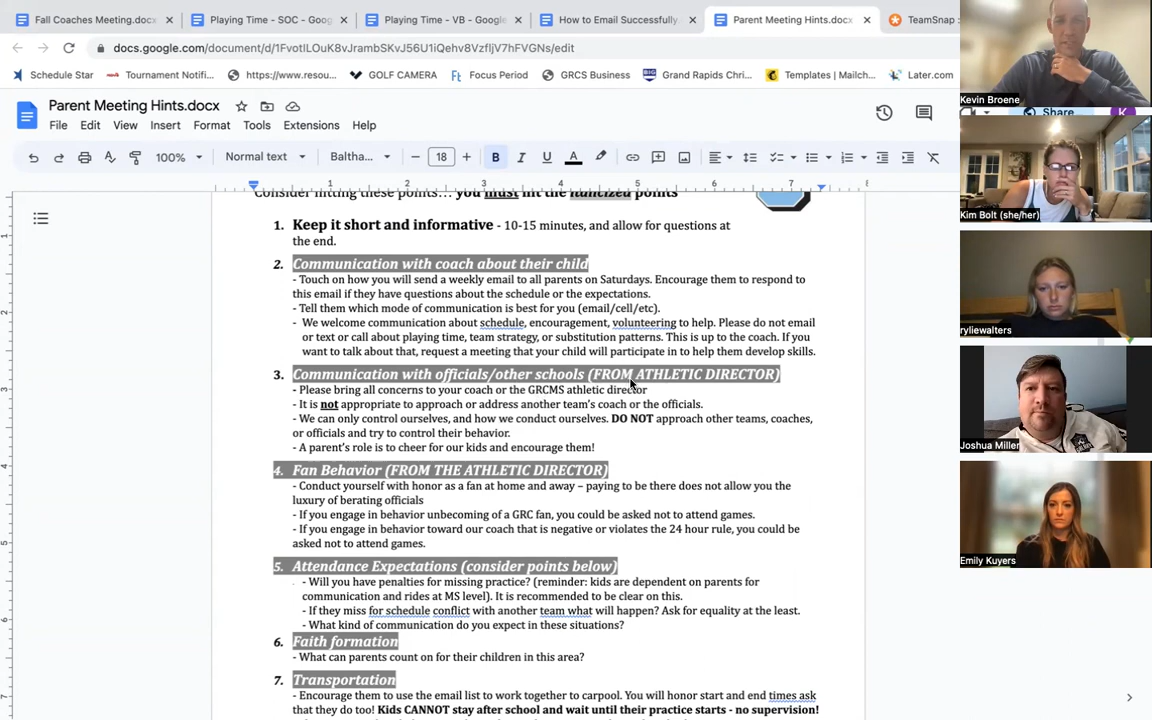 Fall Coaches Meeting.docx
Playing Time - SOC - Goog
Playing Time - VB - Google
How to Email Successfully.
Parent Meeting Hints.docx
TeamSnap
docs.google.com/document/d/1FvotlLOuK8vJrambSKvJ56U1iQehv8VzfljV7hFVGNs/edit
Schedule Star
Tournament Notifi...
https://www.resou...
GOLF CAMERA
Focus Period
GRCS Business
Grand Rapids Chri...
Templates | Mailch...
Later.com
Parent Meeting Hints.docx
Share
File Edit View Insert Format Tools Extensions Help
100% Normal text Baltha... 18 B I U A
1 2 3 4 5 6 7
Consider hitting these points... you must hit the italicized points
1. Keep it short and informative - 10-15 minutes, and allow for questions at
the end.
2. Communication with coach about their child
- Touch on how you will send a weekly email to all parents on Saturdays. Encourage them to respond to
this email if they have questions about the schedule or the expectations.
- Tell them which mode of communication is best for you (email/cell/etc).
- We welcome communication about schedule, encouragement, volunteering to help. Please do not email
or text or call about playing time, team strategy, or substitution patterns. This is up to the coach. If you
want to talk about that, request a meeting that your child will participate in to help them develop skills.
3. Communication with officials/other schools (FROM ATHLETIC DIRECTOR)
- Please bring all concerns to your coach or the GRCMS athletic director
- It is not appropriate to approach or address another team's coach or the officials.
- We can only control ourselves, and how we conduct ourselves. DO NOT approach other teams, coaches,
or officials and try to control their behavior.
- A parent's role is to cheer for our kids and encourage them!
4. Fan Behavior (FROM THE ATHLETIC DIRECTOR)
- Conduct yourself with honor as a fan at home and away – paying to be there does not allow you the
luxury of berating officials
- If you engage in behavior unbecoming of a GRC fan, you could be asked not to attend games.
- If you engage in behavior toward our coach that is negative or violates the 24 hour rule, you could be
asked not to attend games.
5. Attendance Expectations (consider points below)
- Will you have penalties for missing practice? (reminder: kids are dependent on parents for
communication and rides at MS level). It is recommended to be clear on this.
- If they miss for schedule conflict with another team what will happen? Ask for equality at the least.
- What kind of communication do you expect in these situations?
6. Faith formation
- What can parents count on for their children in this area?
7. Transportation
- Encourage them to use the email list to work together to carpool. You will honor start and end times ask
that they do too! Kids CANNOT stay after school and wait until their practice starts - no supervision!
Kevin Broene
Kim Bolt (she/her)
ryliewalters
Joshua Miller
Emily Kuyers